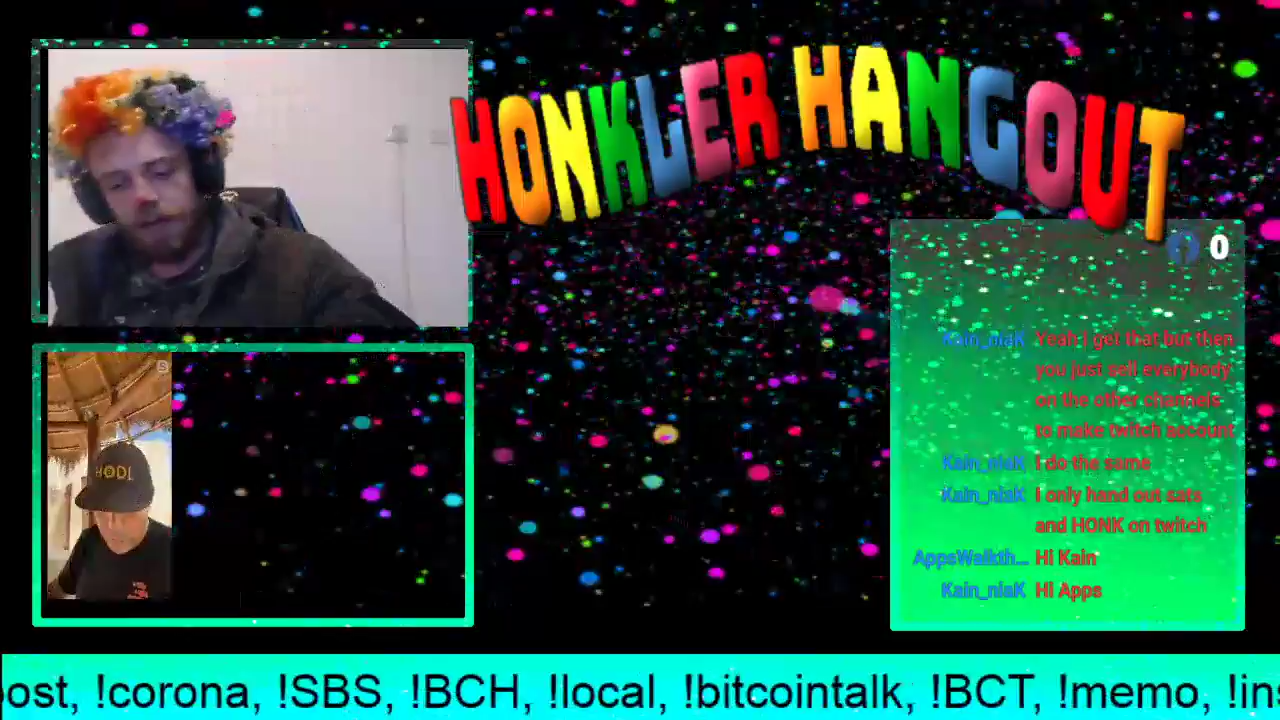 HONKLER HANGOUT
0
Kain_niaK Yeah I get that but then
you just sell everybody
on the other channels
to make twitch account
Kain_niaK I do the same
Kain_niaK I only hand out sats
and HONK on twitch
AppsWalkth... Hi Kain
Kain_niaK Hi Apps
HODL
ost, !corona, !SBS, !BCH, !local, !bitcointalk, !BCT, !memo, !ins